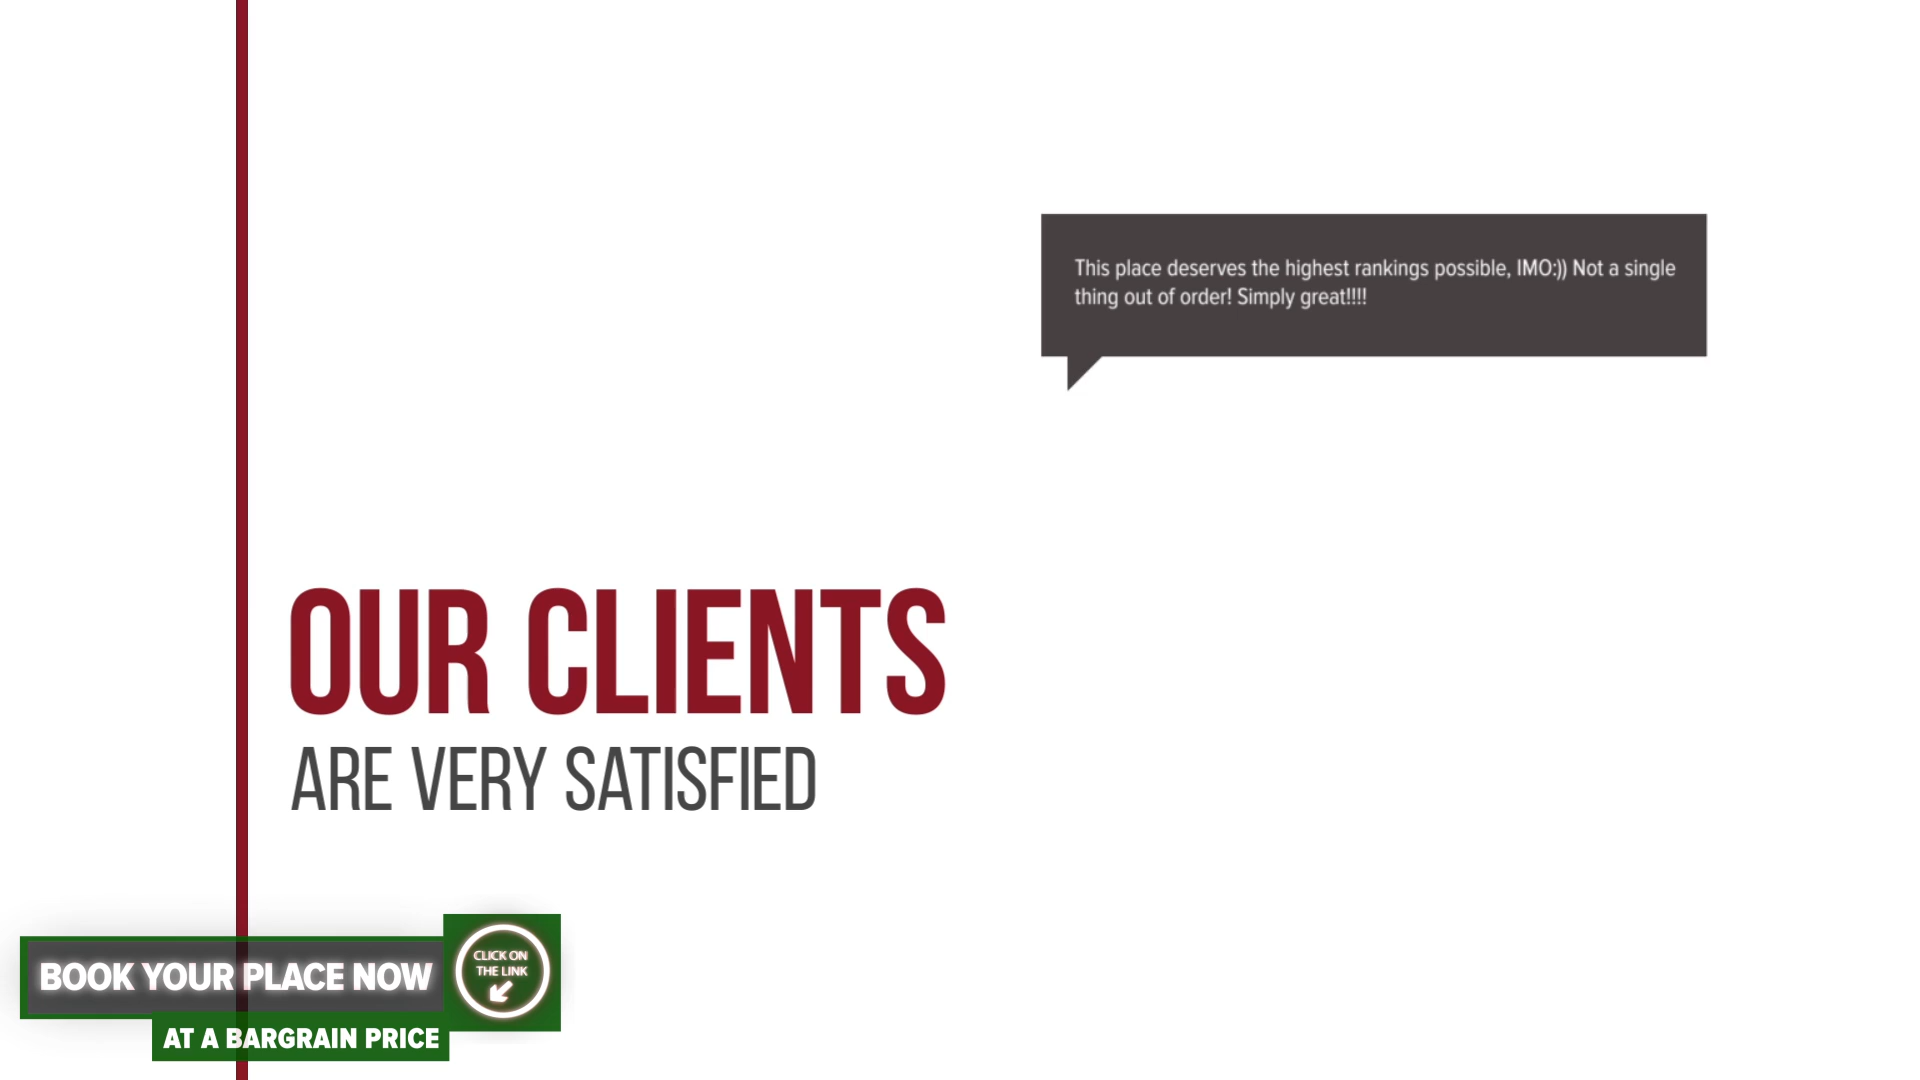 This place deserves the highest rankings possible, IMO:)) Not a single
thing out of order! Simply great!!!!
OUR CLIENTS
ARE VERY SATISFIED
BOOK YOUR PLACE NOW
CLICK ON
THE LINK
AT A BARGRAIN PRICE